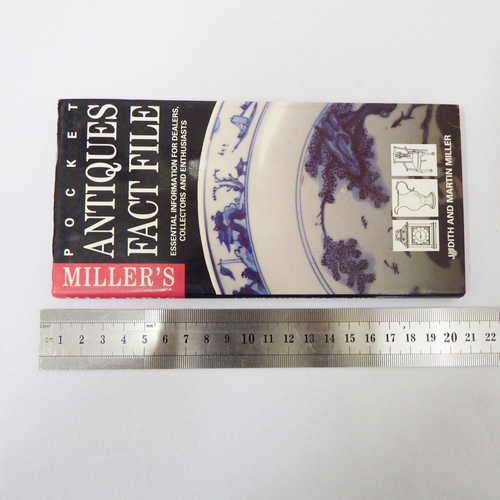 POCKET
ANTIQUES
FACT FILE
ESSENTIAL INFORMATION FOR DEALERS,
COLLECTORS AND ENTHUSIASTS
MILLER'S
JUDITH AND MARTIN MILLER
1 2 3 4 5 6 7 8 9 10 11 12 13 14 15 16 17 18 19 20 21 22